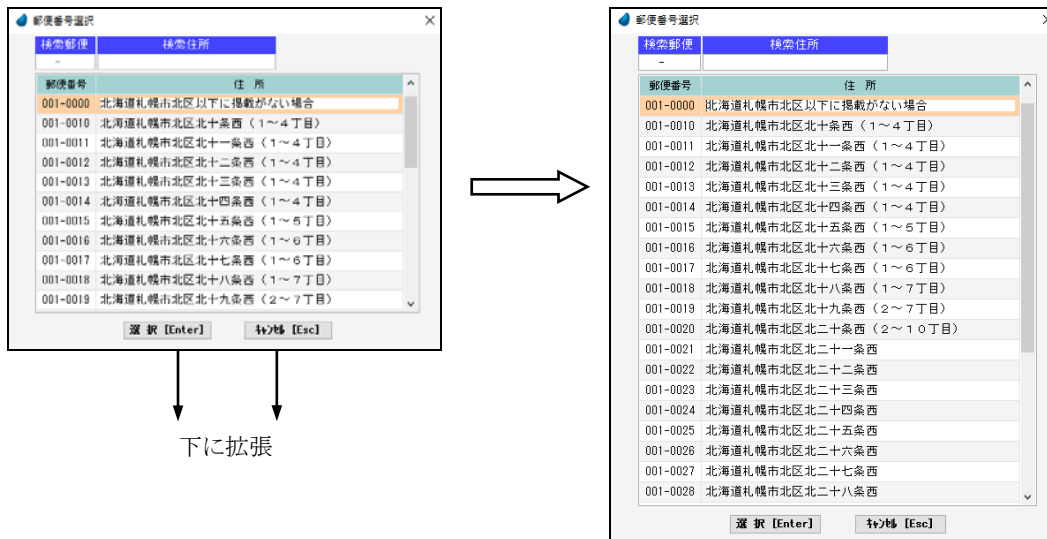 郵便番号選択
検索郵便 検索住所
-
郵便番号 住 所
001-0000 北海道札幌市北区以下に掲載がない場合
001-0010 北海道札幌市北区北十条西（１～４丁目）
001-0011 北海道札幌市北区北十一条西（１～４丁目）
001-0012 北海道札幌市北区北十二条西（１～４丁目）
001-0013 北海道札幌市北区北十三条西（１～４丁目）
001-0014 北海道札幌市北区北十四条西（１～４丁目）
001-0015 北海道札幌市北区北十五条西（１～５丁目）
001-0016 北海道札幌市北区北十六条西（１～６丁目）
001-0017 北海道札幌市北区北十七条西（１～６丁目）
001-0018 北海道札幌市北区北十八条西（１～７丁目）
001-0019 北海道札幌市北区北十九条西（２～７丁目）
選 択 [Enter] ｷｬﾝｾﾙ [Esc]
下に拡張
郵便番号選択
検索郵便 検索住所
-
郵便番号 住 所
001-0000 北海道札幌市北区以下に掲載がない場合
001-0010 北海道札幌市北区北十条西（１～４丁目）
001-0011 北海道札幌市北区北十一条西（１～４丁目）
001-0012 北海道札幌市北区北十二条西（１～４丁目）
001-0013 北海道札幌市北区北十三条西（１～４丁目）
001-0014 北海道札幌市北区北十四条西（１～４丁目）
001-0015 北海道札幌市北区北十五条西（１～５丁目）
001-0016 北海道札幌市北区北十六条西（１～６丁目）
001-0017 北海道札幌市北区北十七条西（１～６丁目）
001-0018 北海道札幌市北区北十八条西（１～７丁目）
001-0019 北海道札幌市北区北十九条西（２～７丁目）
001-0020 北海道札幌市北区北二十条西（２～１０丁目）
001-0021 北海道札幌市北区北二十一条西
001-0022 北海道札幌市北区北二十二条西
001-0023 北海道札幌市北区北二十三条西
001-0024 北海道札幌市北区北二十四条西
001-0025 北海道札幌市北区北二十五条西
001-0026 北海道札幌市北区北二十六条西
001-0027 北海道札幌市北区北二十七条西
001-0028 北海道札幌市北区北二十八条西
選 択 [Enter] ｷｬﾝｾﾙ [Esc]